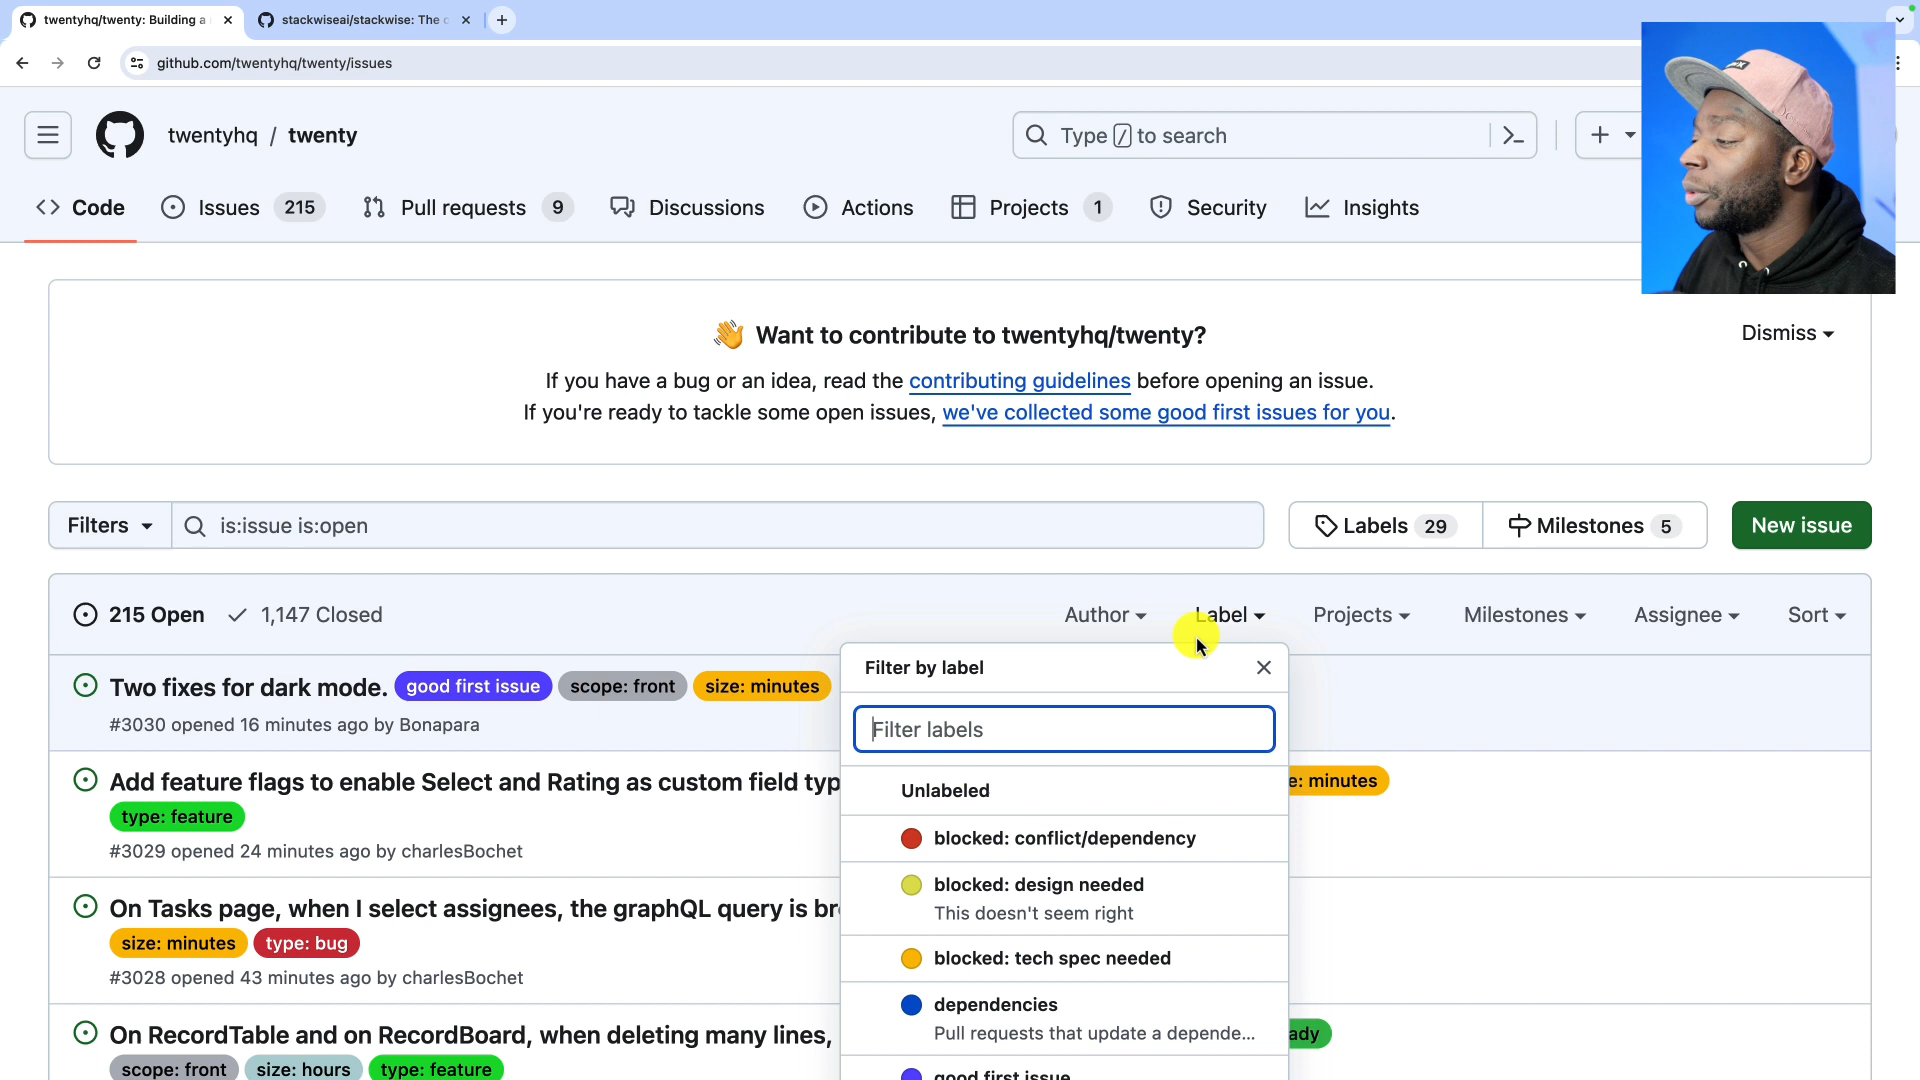 twentyhq/twenty: Building a
stackwiseai/stackwise: The
github.com/twentyhq/twenty/issues
twentyhq / twenty
Type / to search
Code
Issues 215
Pull requests 9
Discussions
Actions
Projects 1
Security
Insights
👋 Want to contribute to twentyhq/twenty?
Dismiss
If you have a bug or an idea, read the contributing guidelines before opening an issue.
If you're ready to tackle some open issues, we've collected some good first issues for you.
Filters
is:issue is:open
Labels 29
Milestones 5
New issue
215 Open
1,147 Closed
Author
Label
Projects
Milestones
Assignee
Sort
Two fixes for dark mode. good first issue scope: front size: minutes
#3030 opened 16 minutes ago by Bonapara
Add feature flags to enable Select and Rating as custom field typ
e: minutes
type: feature
#3029 opened 24 minutes ago by charlesBochet
On Tasks page, when I select assignees, the graphQL query is br
size: minutes type: bug
#3028 opened 43 minutes ago by charlesBochet
On RecordTable and on RecordBoard, when deleting many lines,
ady
scope: front size: hours type: feature
Filter by label
Filter labels
Unlabeled
blocked: conflict/dependency
blocked: design needed
This doesn't seem right
blocked: tech spec needed
dependencies
Pull requests that update a depende...
good first issue